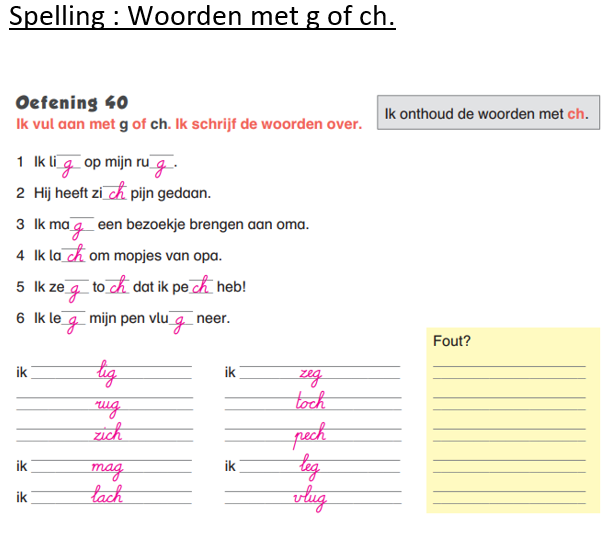 Spelling : Woorden met g of ch.
Oefening 40
Ik vul aan met g of ch. Ik schrijf de woorden over.
Ik onthoud de woorden met ch.
1 Ik lig op mijn rug.
2 Hij heeft zich pijn gedaan.
3 Ik mag een bezoekje brengen aan oma.
4 Ik lach om mopjes van opa.
5 Ik zeg toch dat ik pech heb!
6 Ik leg mijn pen vlug neer.
Fout?
ik lig
rug
zich
ik mag
ik lach
ik zeg
toch
pech
ik leg
vlug